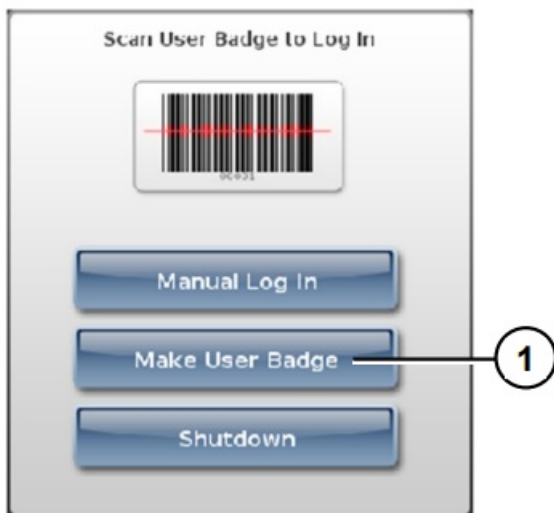 Scan User Badge to Log In
Manual Log In
Make User Badge
1
Shutdown